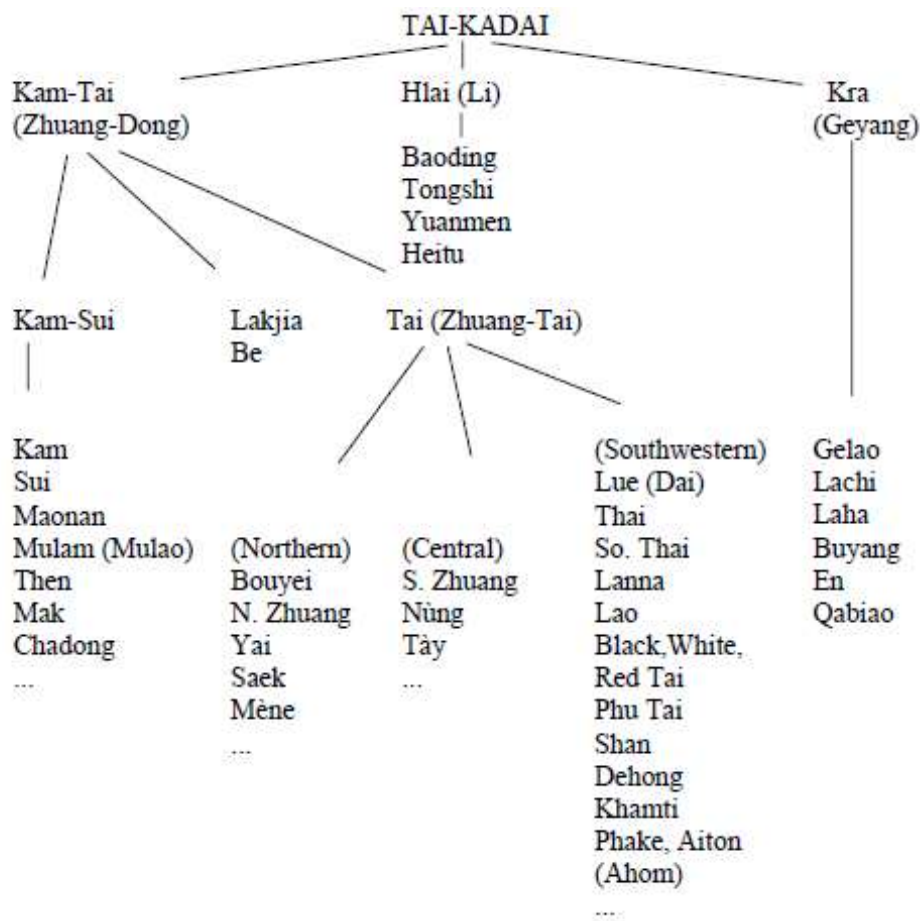 TAI-KADAI
Kam-Tai
(Zhuang-Dong)
Hlai (Li)
Baoding
Tongshi
Yuanmen
Heitu
Kra
(Geyang)
Kam-Sui
Lakjia
Be
Tai (Zhuang-Tai)
Kam
Sui
Maonan
Mulam (Mulao)
Then
Mak
Chadong
...
(Northern)
Bouyei
N. Zhuang
Yai
Saek
Mène
...
(Central)
S. Zhuang
Nùng
Tày
...
(Southwestern)
Lue (Dai)
Thai
So. Thai
Lanna
Lao
Black,White,
Red Tai
Phu Tai
Shan
Dehong
Khamti
Phake, Aiton
(Ahom)
...
Gelao
Lachi
Laha
Buyang
En
Qabiao